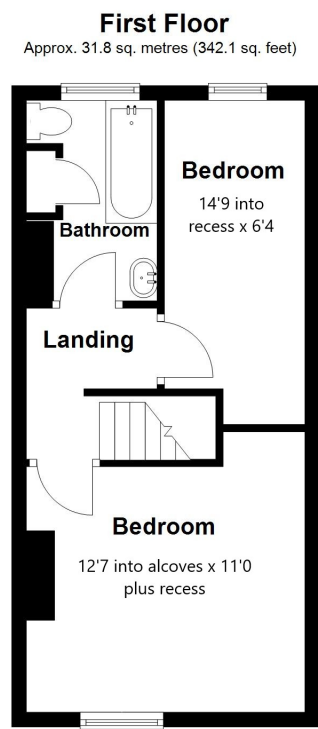 First Floor
Approx. 31.8 sq. metres (342.1 sq. feet)
Bedroom
14'9 into
recess x 6'4
Bathroom
Landing
Bedroom
12'7 into alcoves x 11'0
plus recess